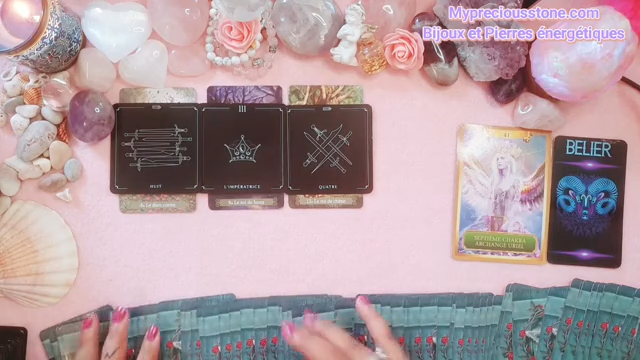 Mypreciousstone.com
Bijoux et Pierres énergétiques
III
HUIT
L'IMPÉRATRICE
QUATRE
BELIER
SEPTIÈME CHAKRA
ARCHANGE URIEL